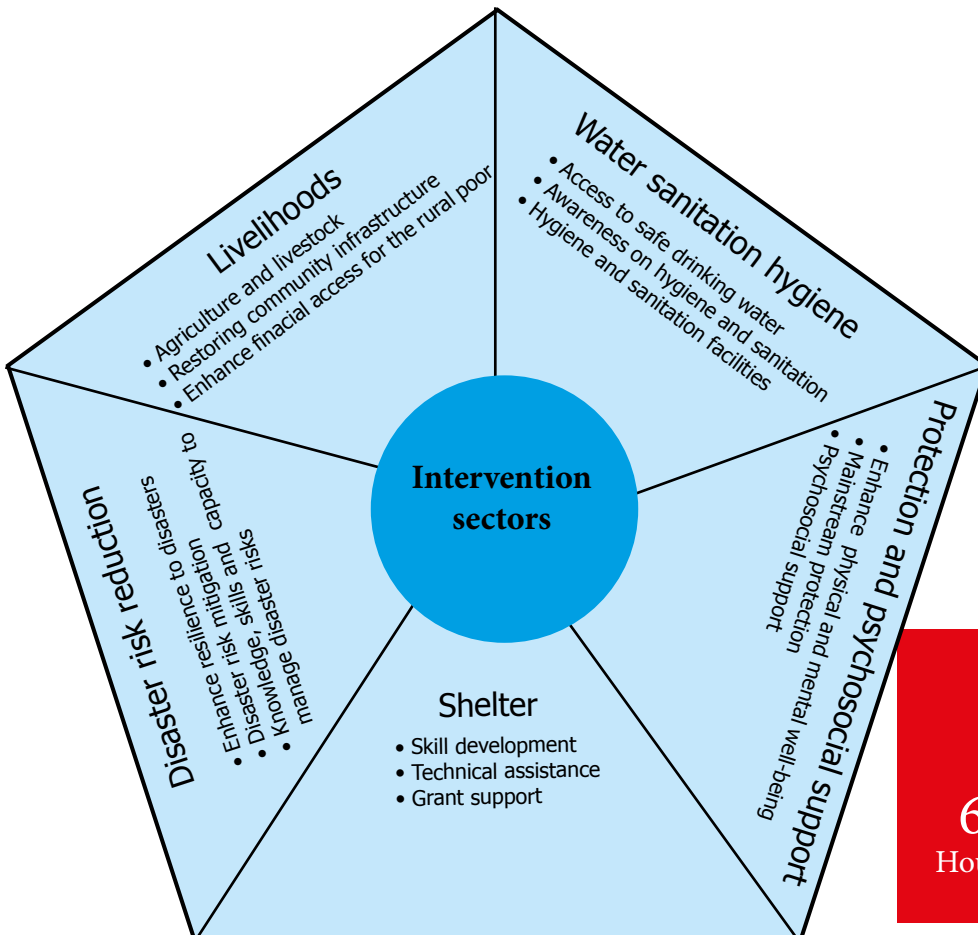 Livelihoods
• Agriculture and livestock
• Restoring community infrastructure
• Enhance finacial access for the rural poor
Water sanitation hygiene
• Access to safe drinking water
• Awareness on hygiene and sanitation
• Hygiene and sanitation facilities
Intervention
sectors
Disaster risk reduction
• Enhance resilience to disasters
• Disaster risk mitigation
• Knowledge, skills and capacity to
manage disaster risks
Protection and psychosocial support
• Enhance physical and mental well-being
• Mainstream protection
• Psychosocial support
Shelter
• Skill development
• Technical assistance
• Grant support
6